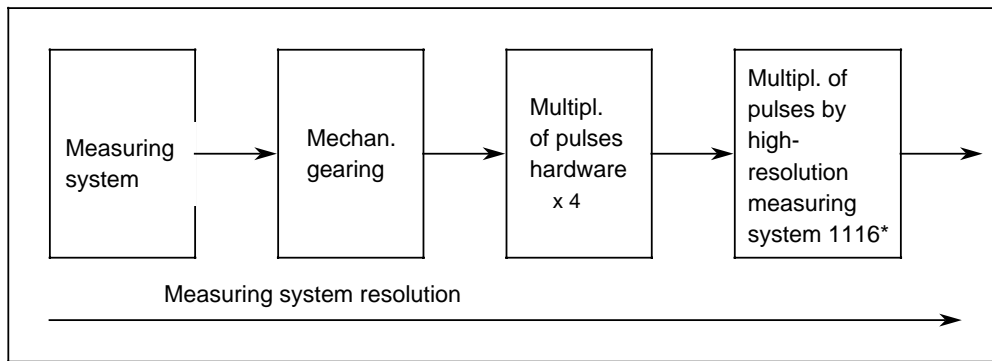 Measuring
system
Mechan.
gearing
Multipl.
of pulses
hardware
x 4
Multipl. of
pulses by
high-
resolution
measuring
system 1116*
Measuring system resolution